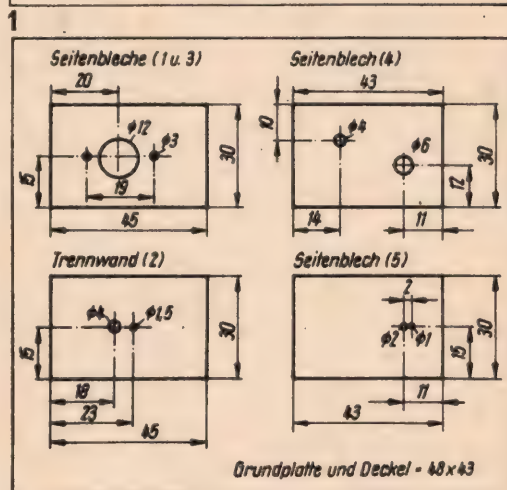 1
Seitenbleche (1 u. 3)
20
φ12
φ3
15
19
30
45
Seitenblech (4)
43
10
φ4
φ6
30
12
14
11
Trennwand (2)
φ4
φ1,5
15
30
18
23
45
Seitenblech (5)
2
φ2
φ1
30
15
11
43
Grundplatte und Deckel = 48x43